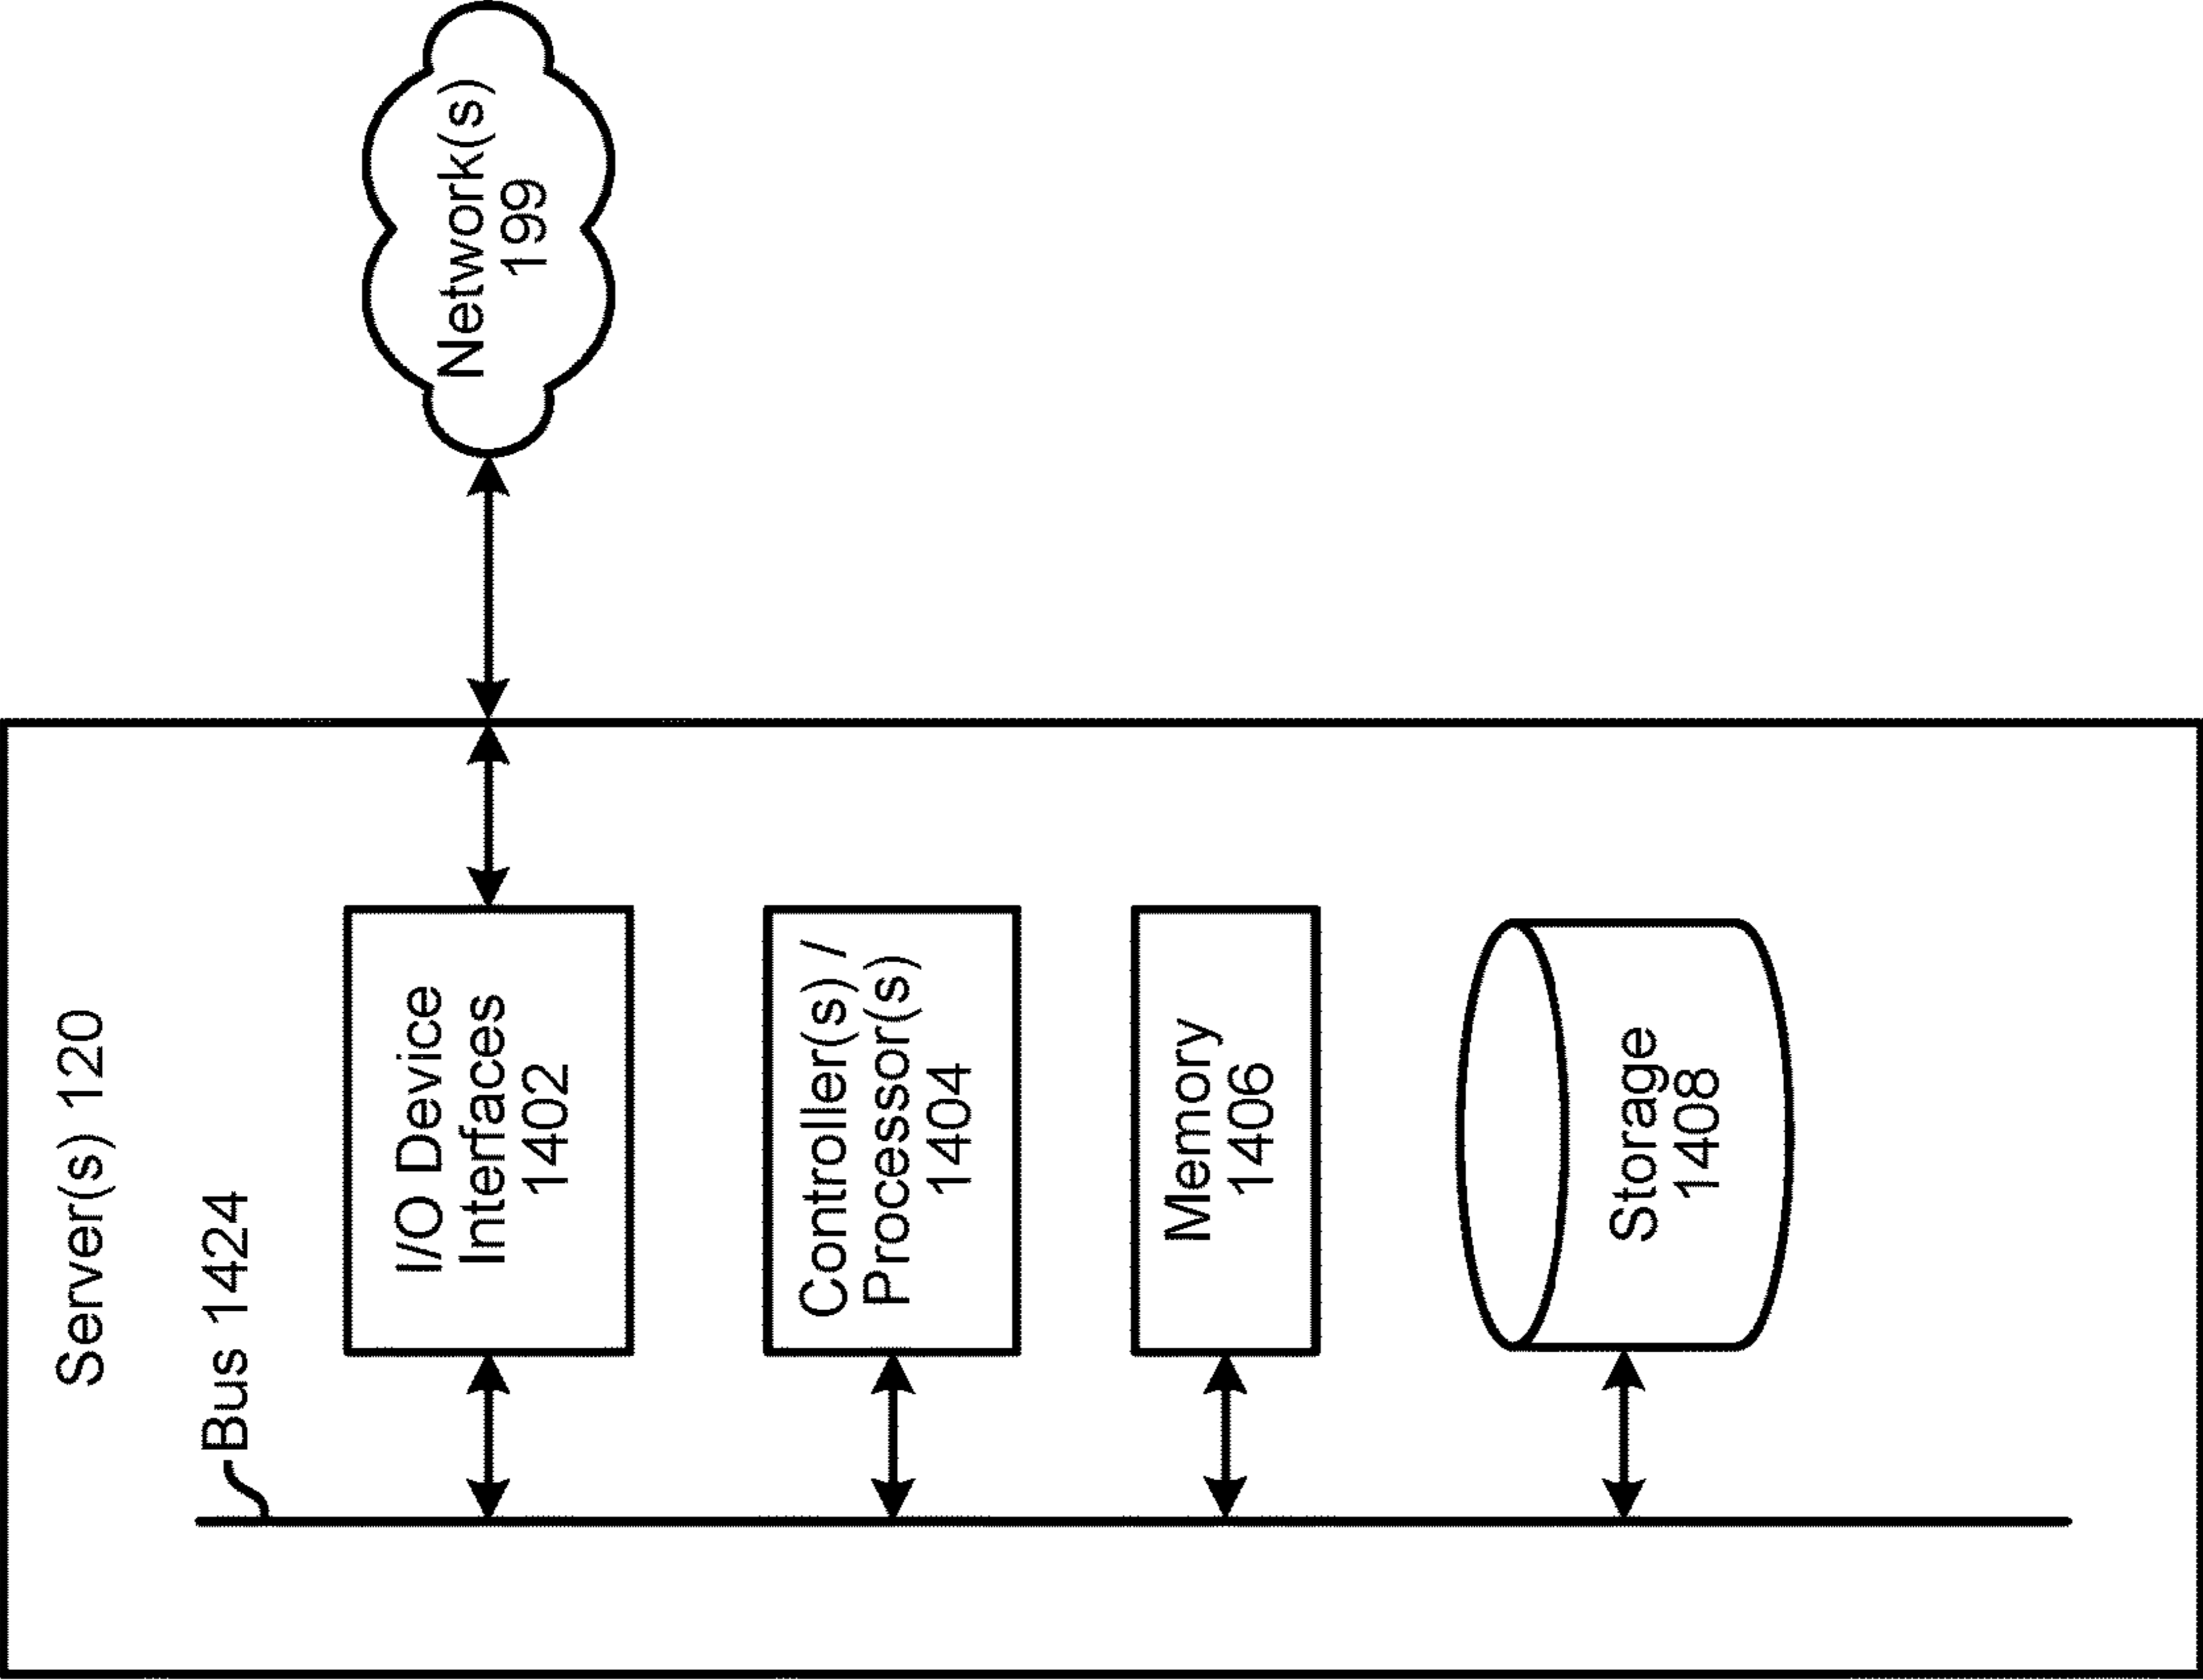 Server(s) 120
Bus 1424
I/O Device
Interfaces
1402
Network(s)
199
Controller(s) /
Processor(s)
1404
Memory
1406
Storage
1408